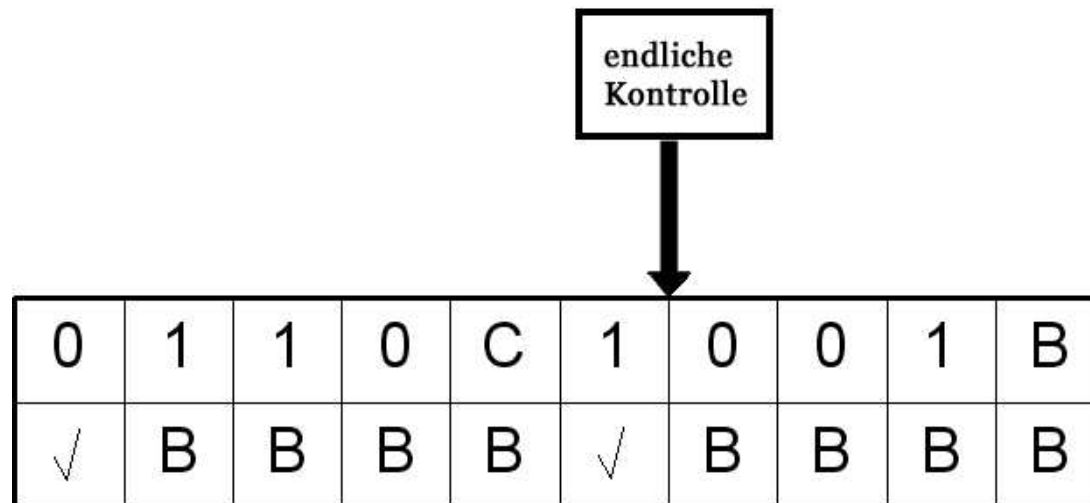 endliche
Kontrolle
0 1 1 0 C 1 0 0 1 B
√ B B B B √ B B B B